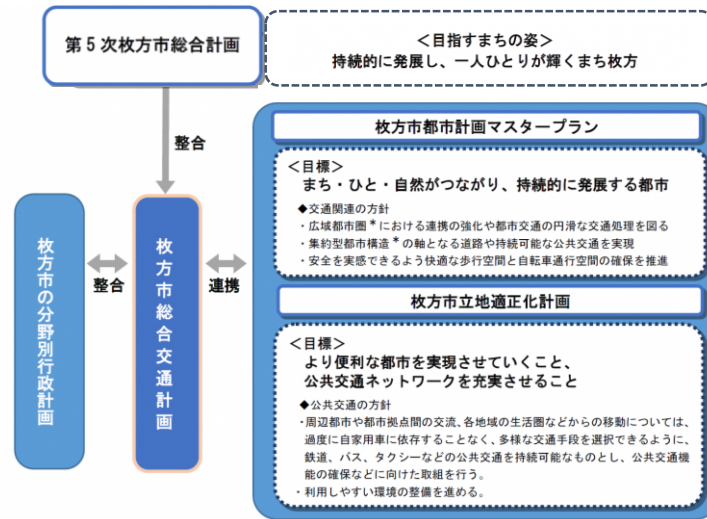 第5次枚方市総合計画
＜目指すまちの姿＞
持続的に発展し、一人ひとりが輝くまち枚方
整合
枚方市都市計画マスタープラン
＜目標＞
まち・ひと・自然がつながり、持続的に発展する都市
◆交通関連の方針
・広域都市圏＊における連携の強化や都市交通の円滑な交通処理を図る
・集約型都市構造＊の軸となる道路や持続可能な公共交通を実現
・安全を実感できるよう快適な歩行空間と自転車通行空間の確保を推進
枚方市の分野別行政計画
整合
枚方市総合交通計画
連携
枚方市立地適正化計画
＜目標＞
より便利な都市を実現させていくこと、
公共交通ネットワークを充実させること
◆公共交通の方針
・周辺都市や都市拠点間の交流、各地域の生活圏などからの移動については、
過度に自家用車に依存することなく、多様な交通手段を選択できるように、
鉄道、バス、タクシーなどの公共交通を持続可能なものとし、公共交通機
能の確保などに向けた取組を行う。
・利用しやすい環境の整備を進める。